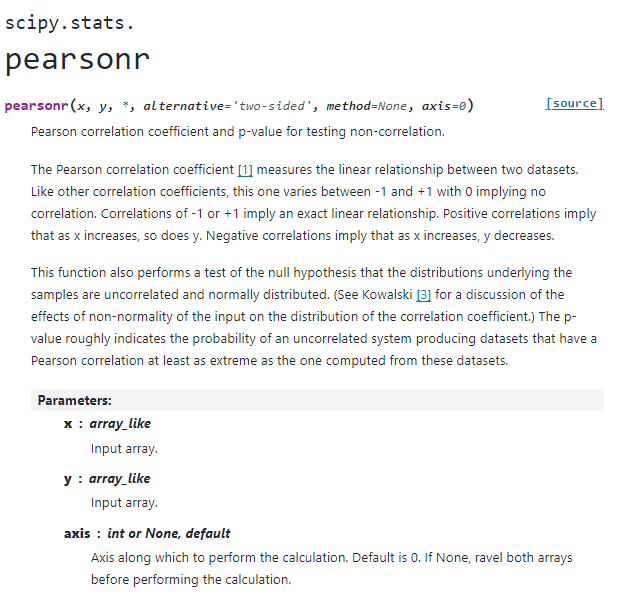 scipy.stats.
pearsonr
pearsonr(x, y, *, alternative='two-sided', method=None, axis=0) [source]
Pearson correlation coefficient and p-value for testing non-correlation.
The Pearson correlation coefficient [1] measures the linear relationship between two datasets.
Like other correlation coefficients, this one varies between -1 and +1 with 0 implying no
correlation. Correlations of -1 or +1 imply an exact linear relationship. Positive correlations imply
that as x increases, so does y. Negative correlations imply that as x increases, y decreases.
This function also performs a test of the null hypothesis that the distributions underlying the
samples are uncorrelated and normally distributed. (See Kowalski [3] for a discussion of the
effects of non-normality of the input on the distribution of the correlation coefficient.) The p-
value roughly indicates the probability of an uncorrelated system producing datasets that have a
Pearson correlation at least as extreme as the one computed from these datasets.
Parameters:
x : array_like
Input array.
y : array_like
Input array.
axis : int or None, default
Axis along which to perform the calculation. Default is 0. If None, ravel both arrays
before performing the calculation.